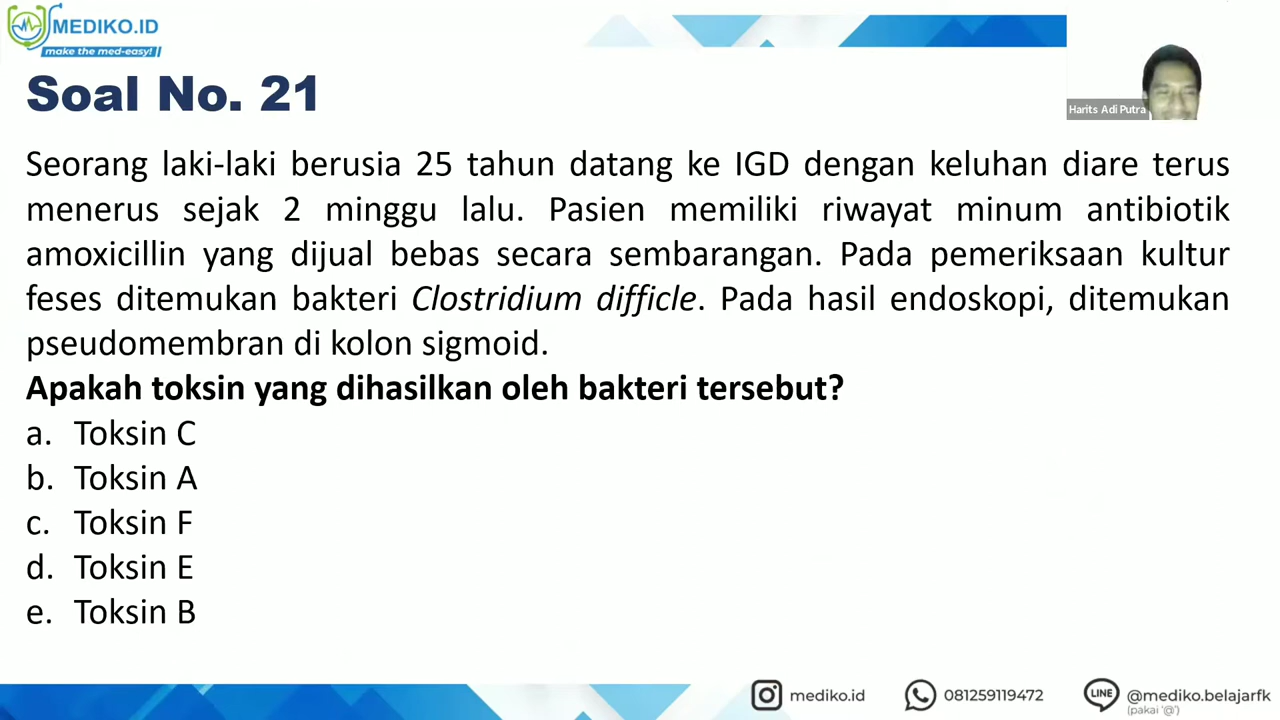 MEDIKO.ID
make the med-easy!
Soal No. 21
Harits Adi Putra
Seorang laki-laki berusia 25 tahun datang ke IGD dengan keluhan diare terus
menerus sejak 2 minggu lalu. Pasien memiliki riwayat minum antibiotik
amoxicillin yang dijual bebas secara sembarangan. Pada pemeriksaan kultur
feses ditemukan bakteri Clostridium difficle. Pada hasil endoskopi, ditemukan
pseudomembran di kolon sigmoid.
Apakah toksin yang dihasilkan oleh bakteri tersebut?
a. Toksin C
b. Toksin A
c. Toksin F
d. Toksin E
e. Toksin B
mediko.id
081259119472
LINE
@mediko.belajarfk
(pakai '@')